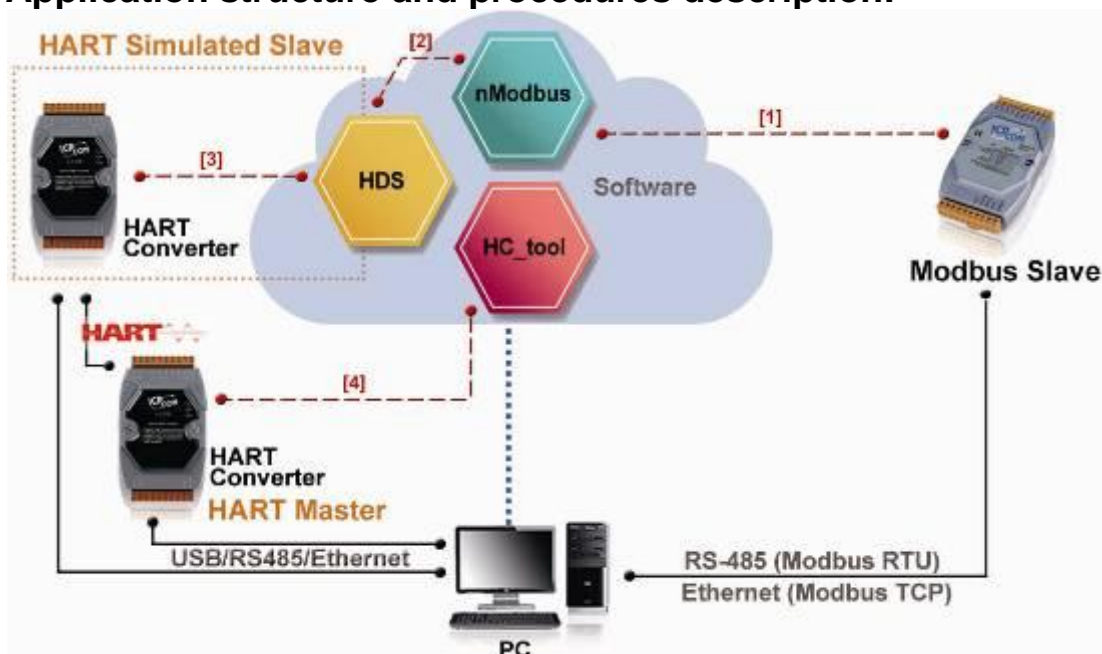 Application structure and procedures description:
HART Simulated Slave
[2]
nModbus
[1]
[3]
HDS
Software
HART
Converter
HC_tool
Modbus Slave
HART
[4]
HART
Converter
HART Master
USB/RS485/Ethernet
RS-485 (Modbus RTU)
Ethernet (Modbus TCP)
PC